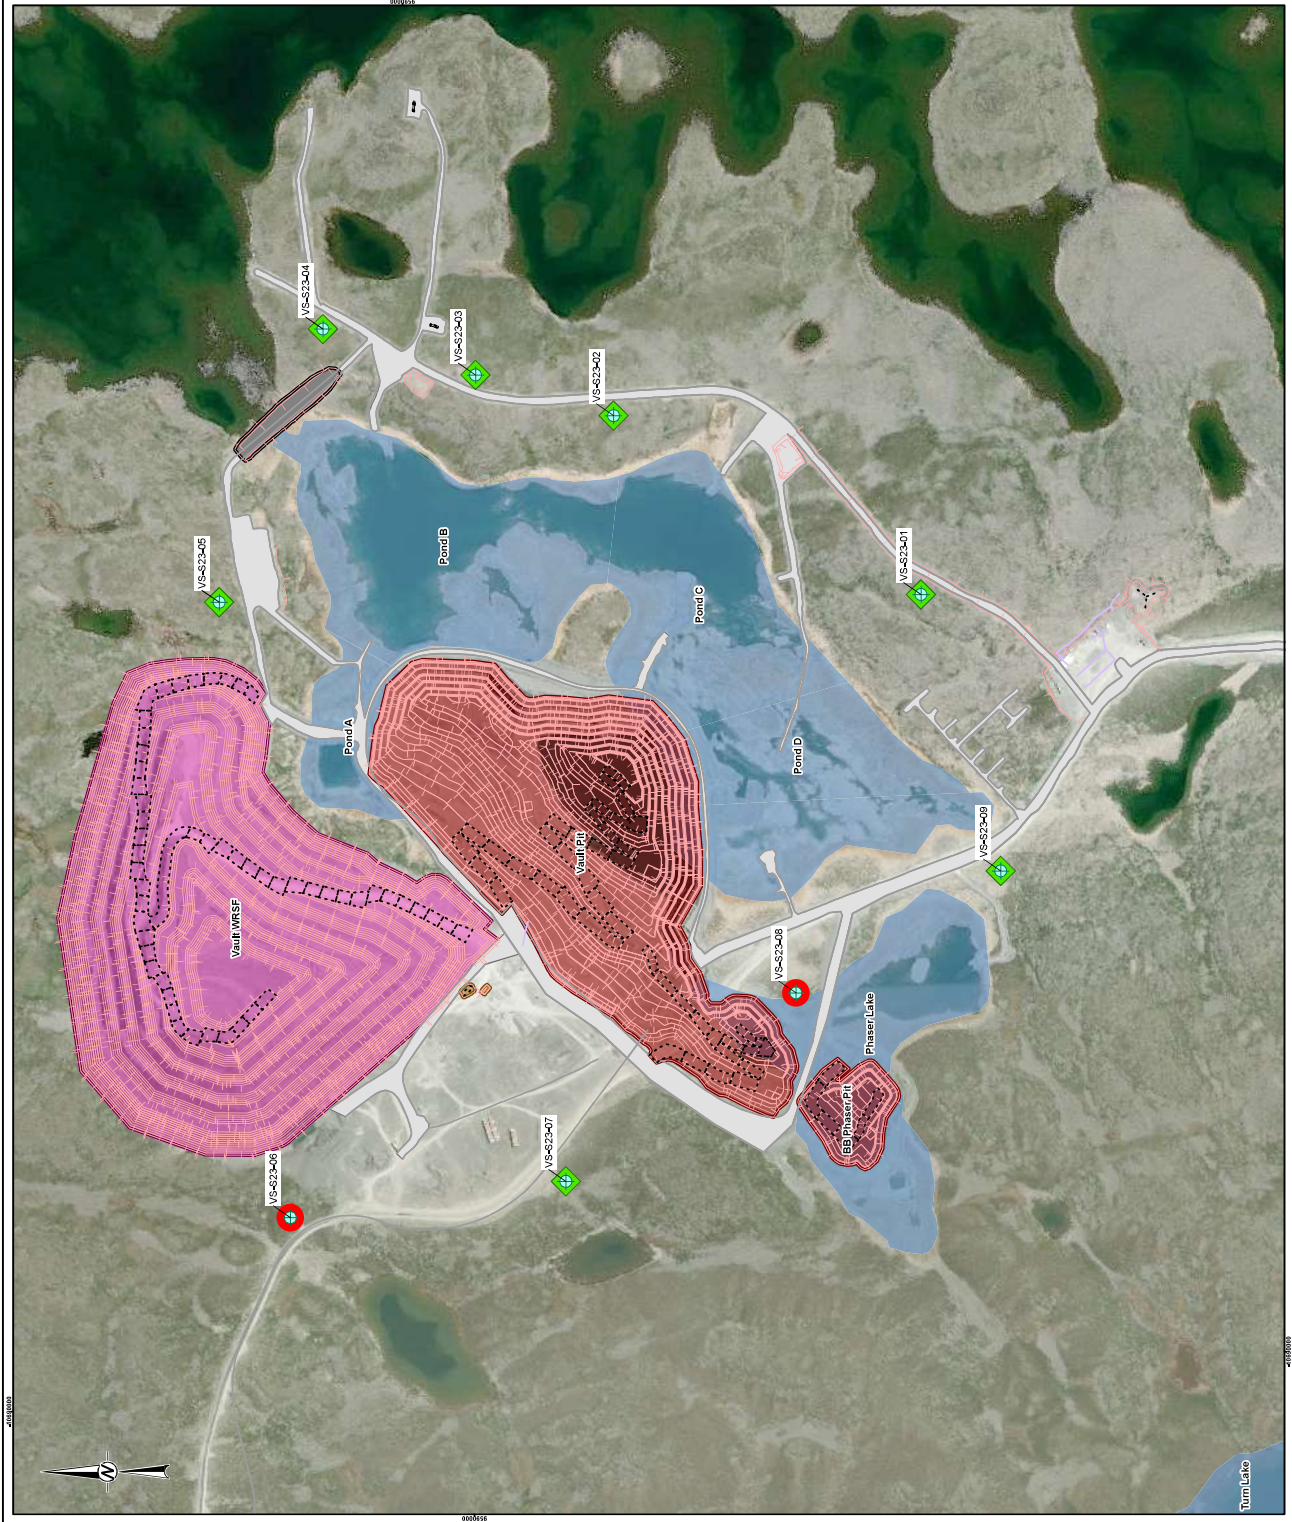 VS-S23-04
VS-S23-03
VS-S23-02
VS-S23-05
Pond B
VS-S23-01
Pond C
Pond A
Pond D
Vault Pit
VS-S23-09
Vault WRSF
VS-S23-08
Phaser Lake
BB Phaser Pit
VS-S23-07
VS-S23-06
N
Turn Lake